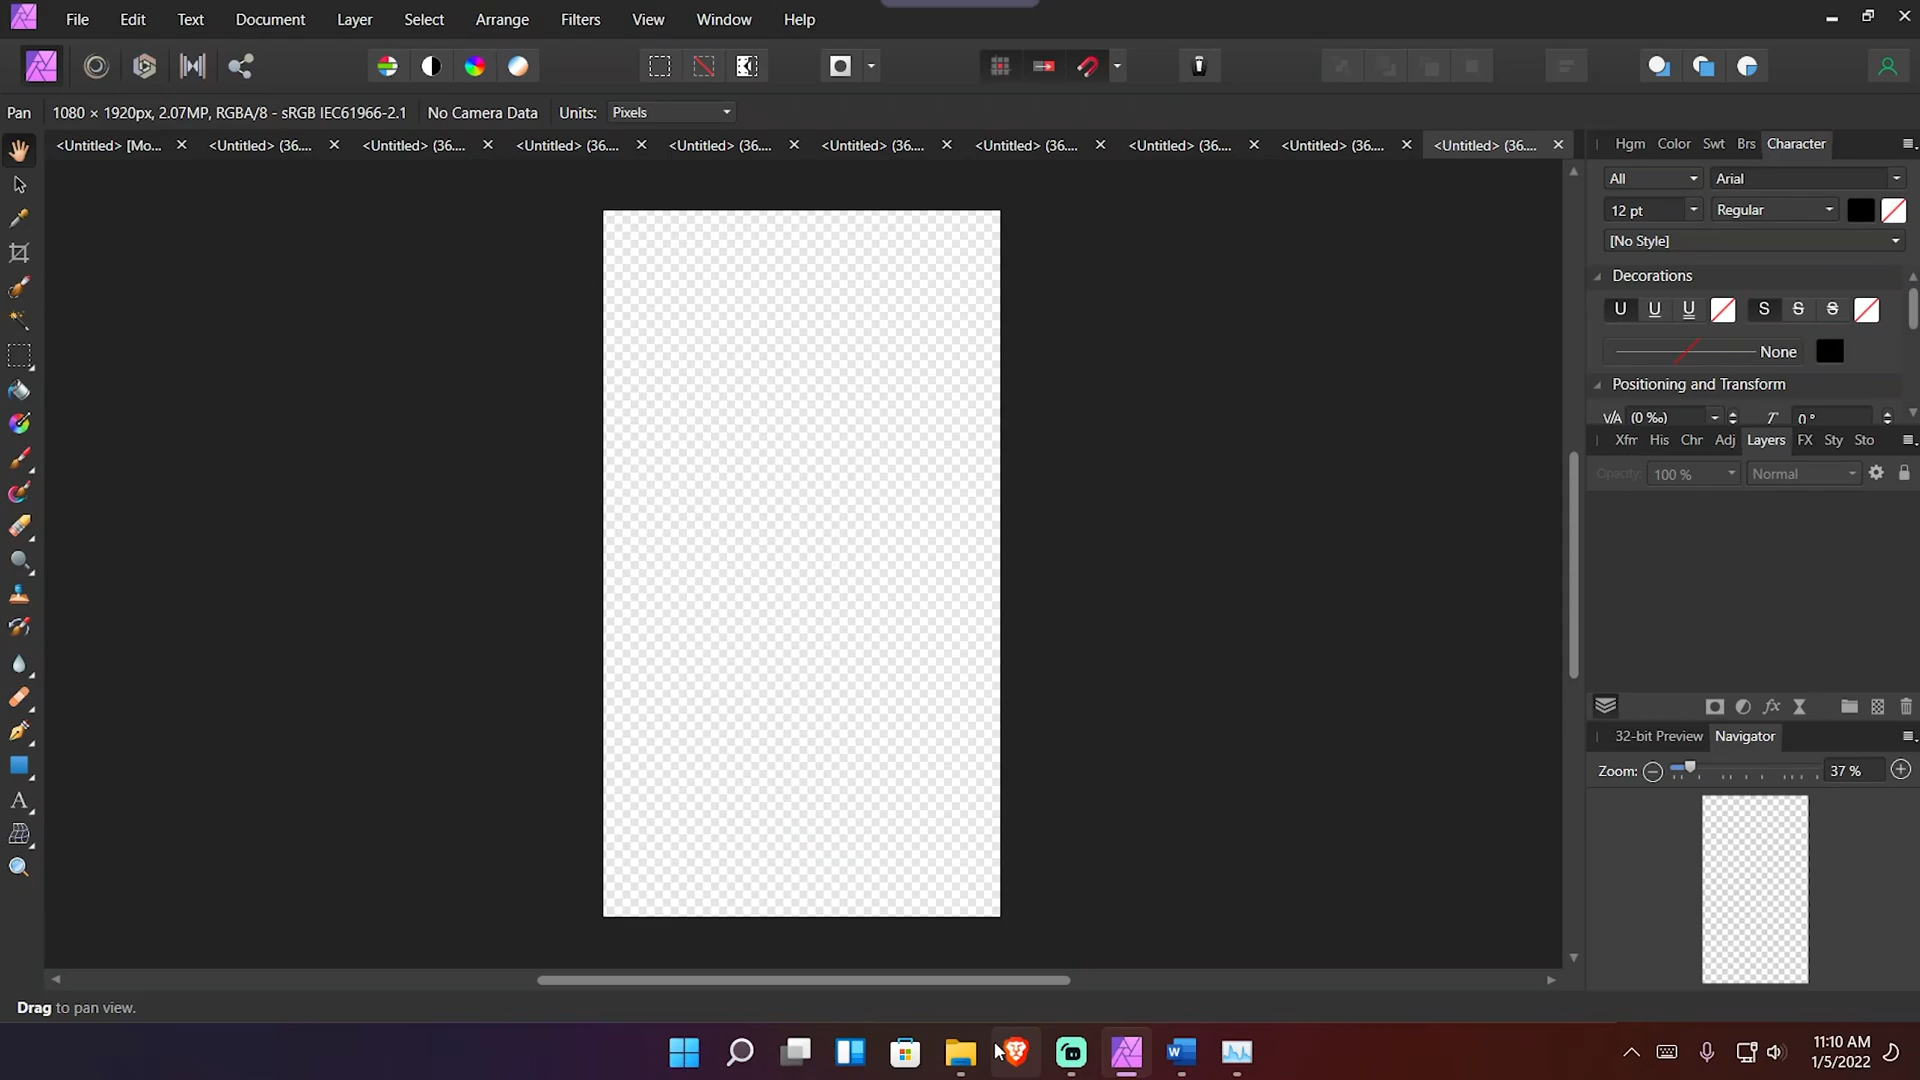 File Edit Text Document Layer Select Arrange Filters View Window Help
Pan 1080 × 1920px, 2.07MP, RGBA/8 - sRGB IEC61966-2.1 No Camera Data Units: Pixels
<Untitled> [Mo... <Untitled> (36.... <Untitled> (36.... <Untitled> (36.... <Untitled> (36.... <Untitled> (36.... <Untitled> (36.... <Untitled> (36.... <Untitled> (36.... <Untitled> (36....
Hgm Color Swt Brs Character
All Arial
12 pt Regular
[No Style]
Decorations
U U U S S S
None
Positioning and Transform
V/A (0 ‰) T 0 °
Xfm His Chr Adj Layers FX Sty Sto
Opacity: 100 % Normal
fx
32-bit Preview Navigator
Zoom: 37 %
A
Drag to pan view.
W
11:10 AM
1/5/2022